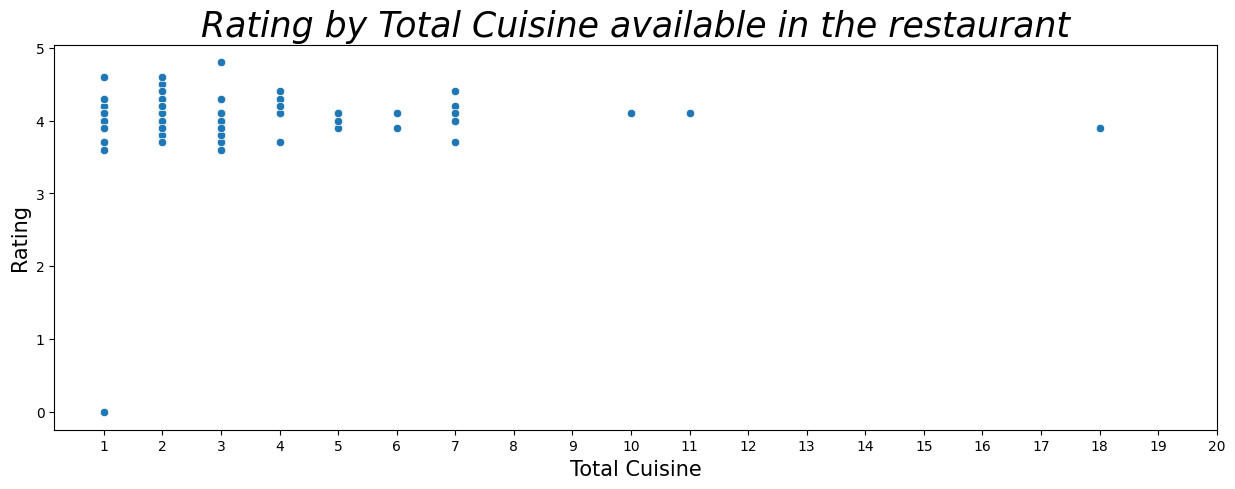 Rating by Total Cuisine available in the restaurant
5
4
3
2
1
0
Rating
1 2 3 4 5 6 7 8 9 10 11 12 13 14 15 16 17 18 19 20
Total Cuisine